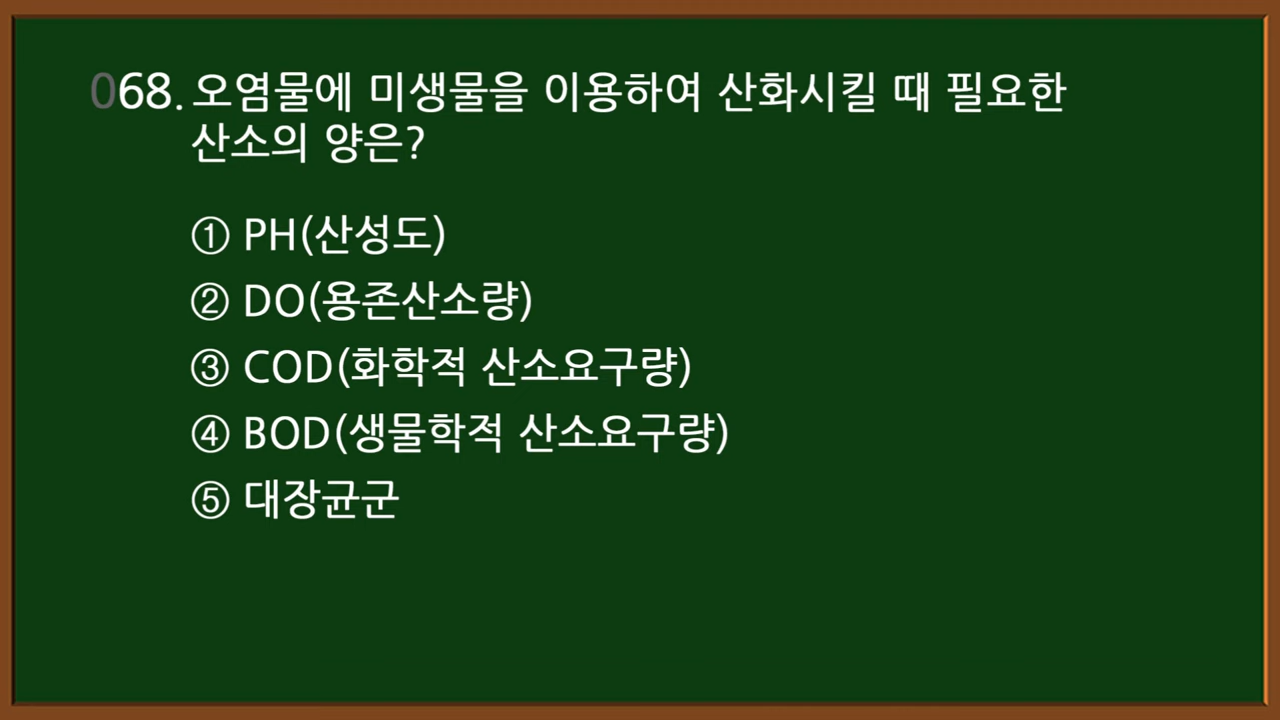 068. 오염물에 미생물을 이용하여 산화시킬 때 필요한
산소의 양은?
① PH(산성도)
② DO(용존산소량)
③ COD(화학적 산소요구량)
④ BOD(생물학적 산소요구량)
⑤ 대장균군